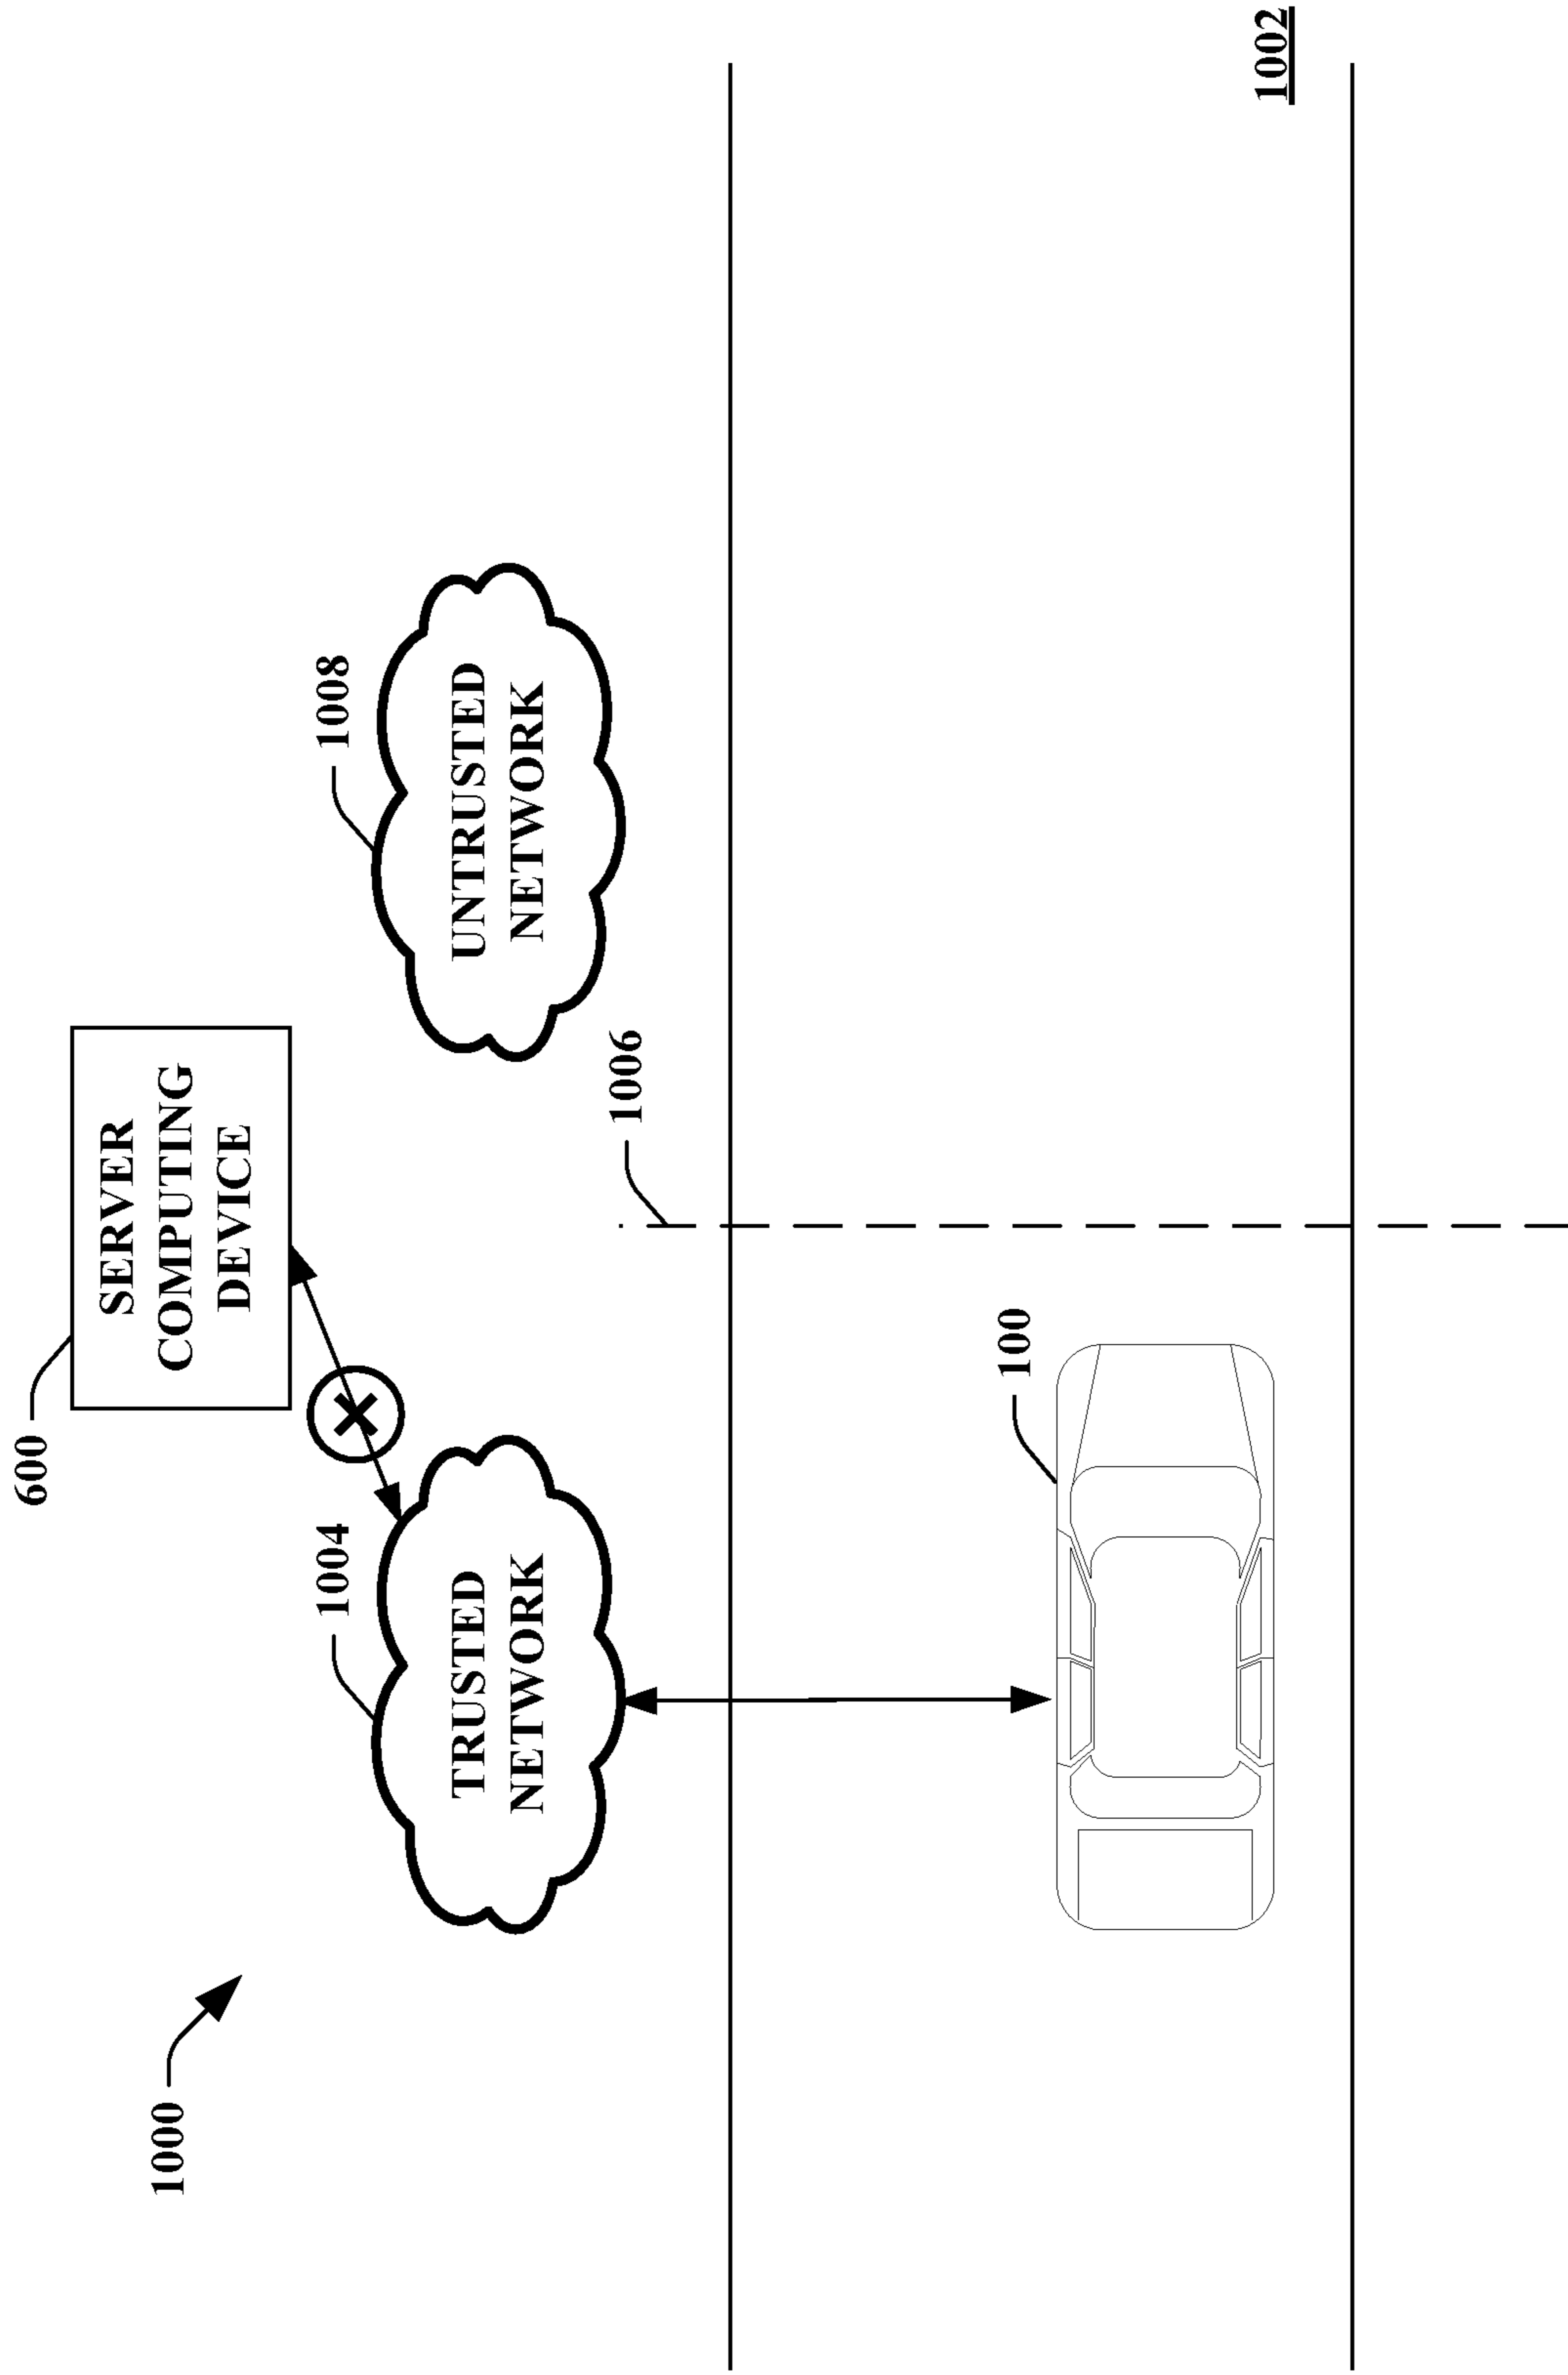 1000
600
SERVER
COMPUTING
DEVICE
1004
TRUSTED
NETWORK
1008
UNTRUSTED
NETWORK
1006
100
1002